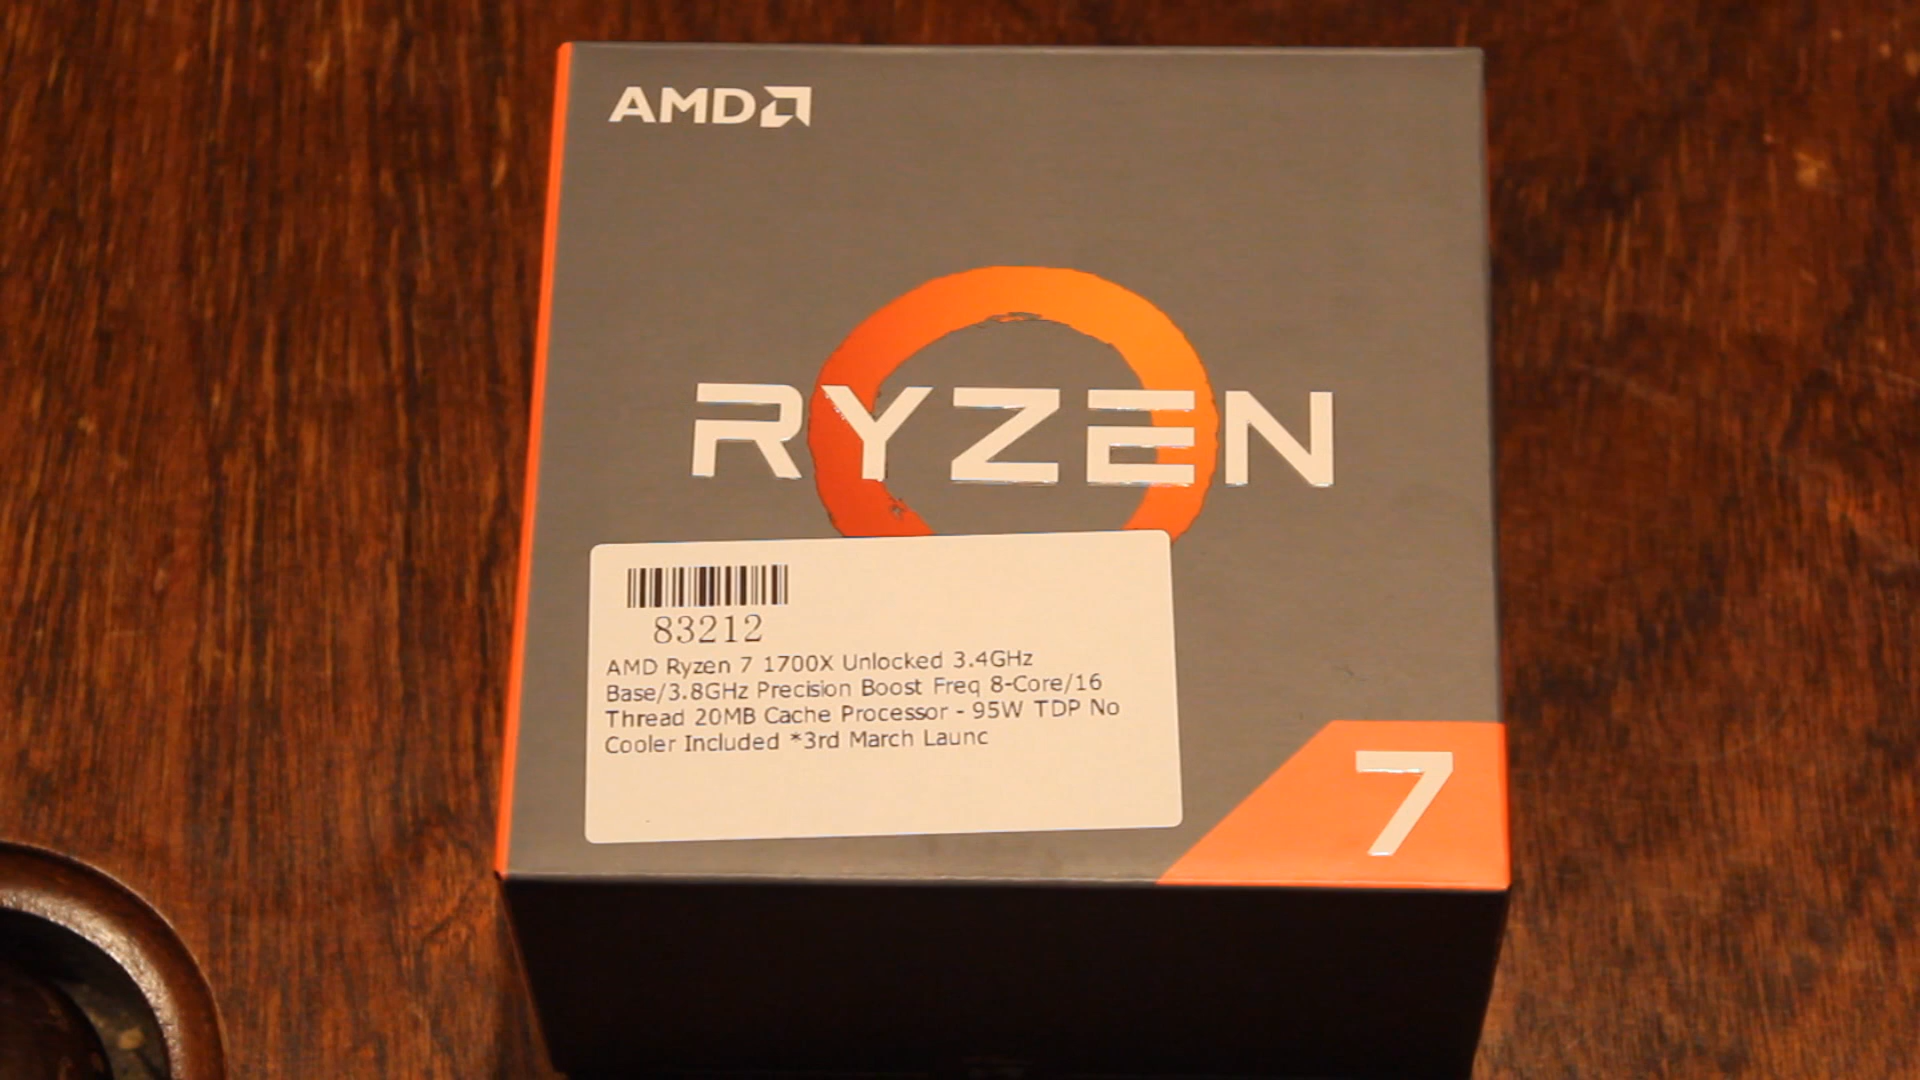 AMD
RYZEN
83212
AMD Ryzen 7 1700X Unlocked 3.4GHz
Base/3.8GHz Precision Boost Freq 8-Core/16
Thread 20MB Cache Processor - 95W TDP No
Cooler Included *3rd March Launc
7